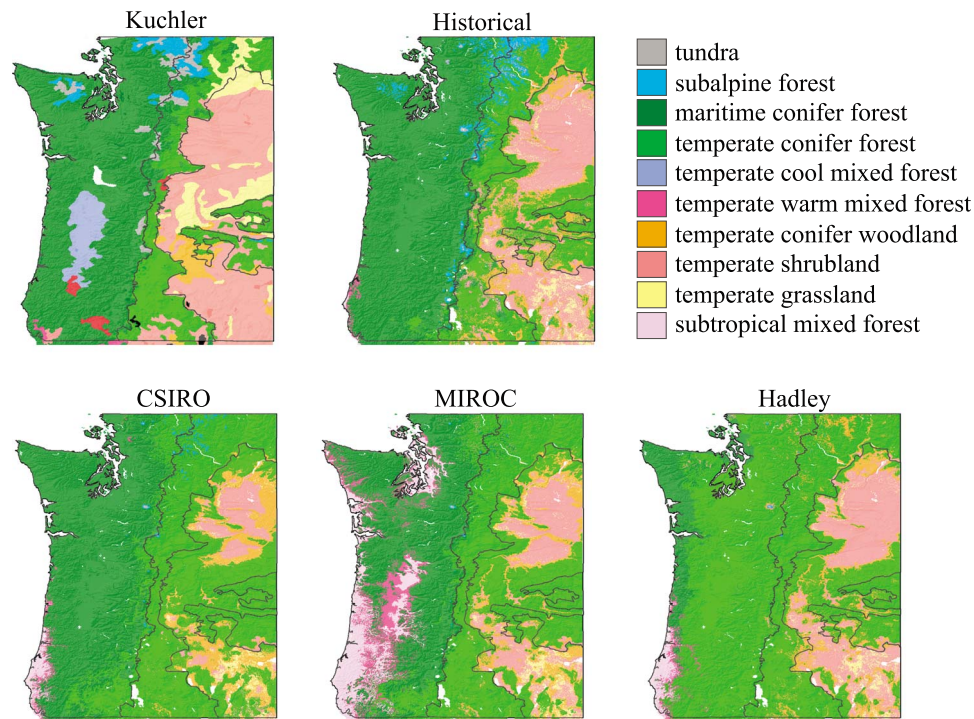 Kuchler
Historical
tundra
subalpine forest
maritime conifer forest
temperate conifer forest
temperate cool mixed forest
temperate warm mixed forest
temperate conifer woodland
temperate shrubland
temperate grassland
subtropical mixed forest
CSIRO
MIROC
Hadley